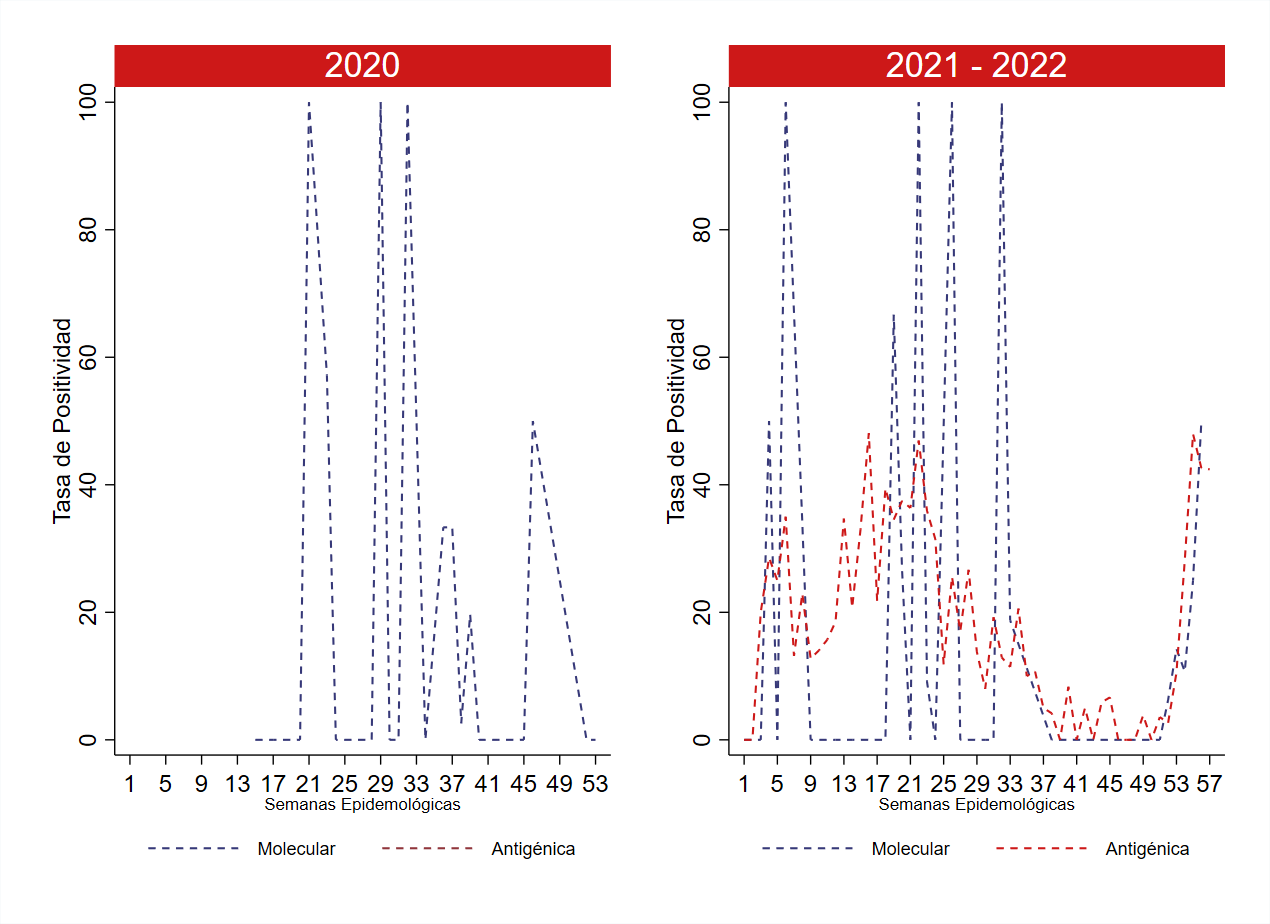 2020
Tasa de Positividad
100
80
60
40
20
0
1 5 9 13 17 21 25 29 33 37 41 45 49 53
Semanas Epidemológicas
Molecular Antigénica
2021 - 2022
Tasa de Positividad
100
80
60
40
20
0
1 5 9 13 17 21 25 29 33 37 41 45 49 53 57
Semanas Epidemológicas
Molecular Antigénica